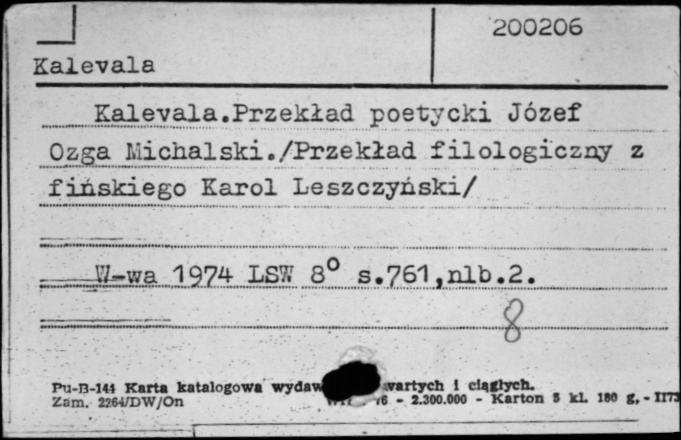 200206
Kalevala
Kalevala.Przekład poetycki Józef
Ozga Michalski./Przekład filologiczny z
fińskiego Karol Leszczyński/
W-wa 1974 LSW 8° s.761,nlb.2.
8
Pu-B-144 Karta katalogowa wydaw wartych i ciągłych.
Zam. 2264/DW/On 76 - 2.300.000 - Karton 5 kl. 180 g, - II73